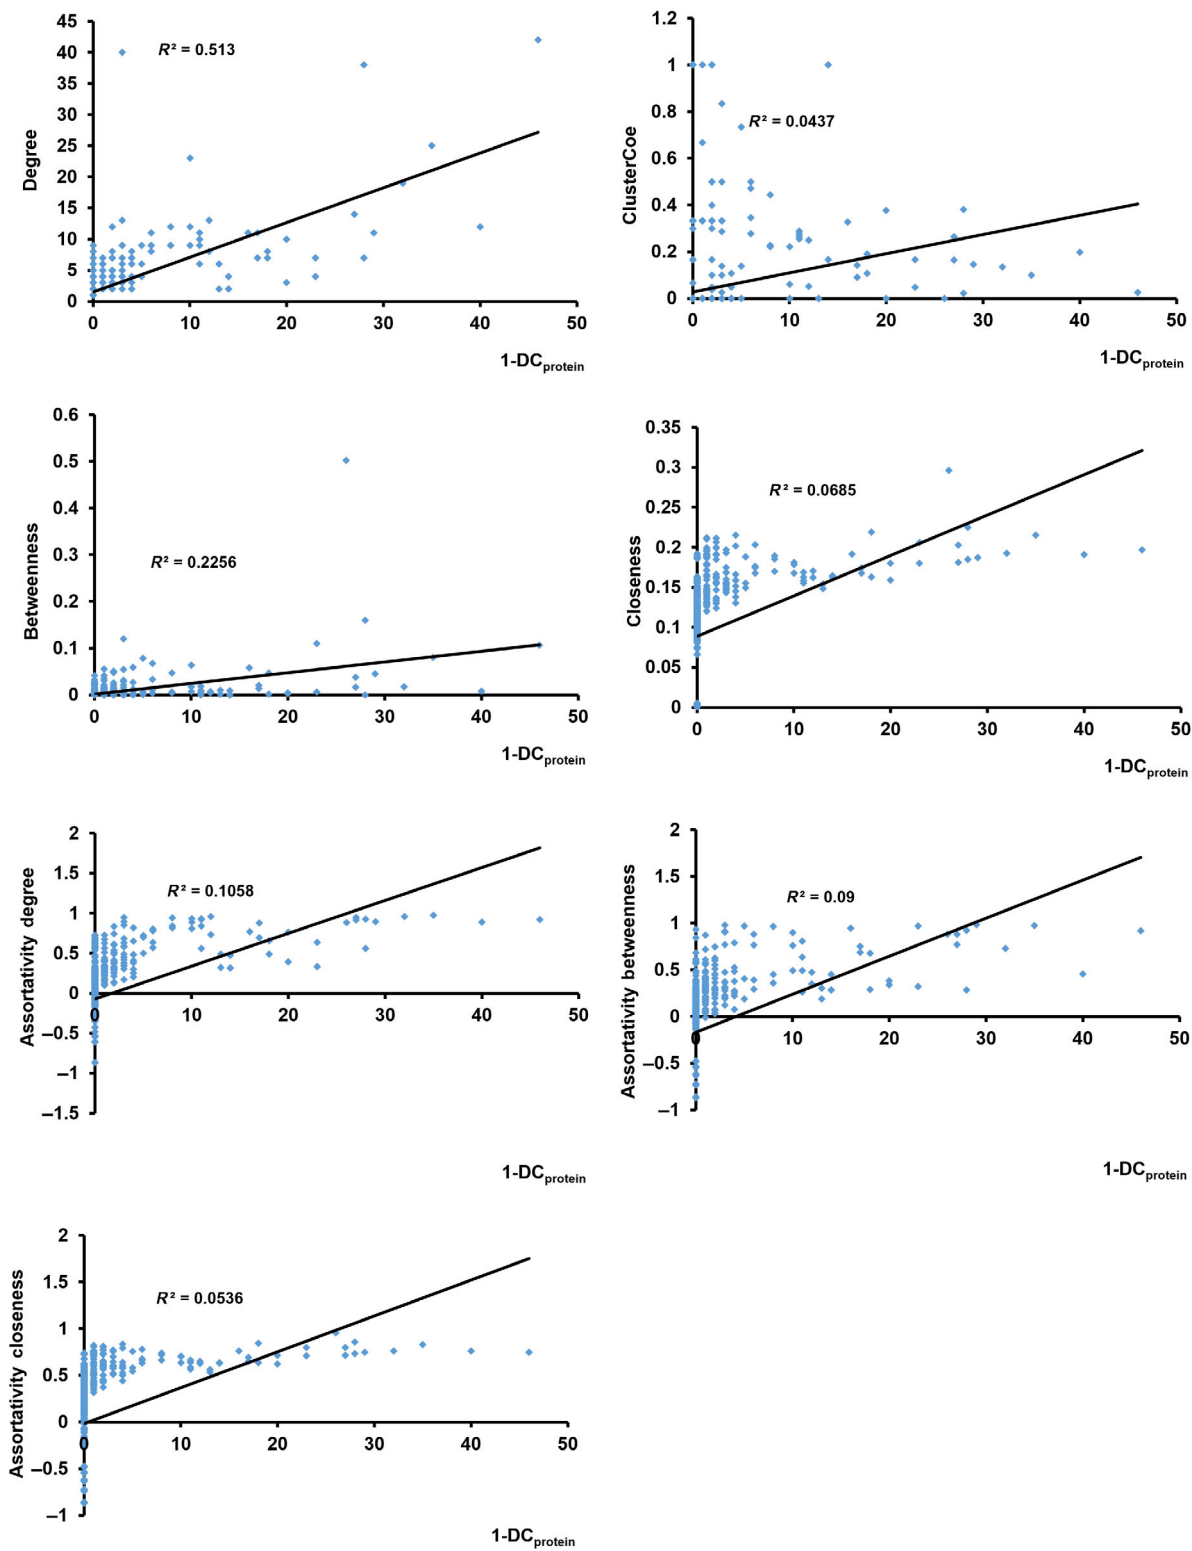 Degree
R² = 0.513
45
40
35
30
25
20
15
10
5
0
0 10 20 30 40 50
1-DCprotein
ClusterCoe
R² = 0.0437
1.2
1
0.8
0.6
0.4
0.2
0
0 10 20 30 40 50
1-DCprotein
Betweenness
R² = 0.2256
0.6
0.5
0.4
0.3
0.2
0.1
0
0 10 20 30 40 50
1-DCprotein
Closeness
R² = 0.0685
0.35
0.3
0.25
0.2
0.15
0.1
0.05
0
0 10 20 30 40 50
1-DCprotein
Assortativity degree
R² = 0.1058
2
1.5
1
0.5
0
–0.5
–1
–1.5
0 10 20 30 40 50
1-DCprotein
Assortativity betweenness
R² = 0.09
2
1.5
1
0.5
0
–0.5
–1
0 10 20 30 40 50
1-DCprotein
Assortativity closeness
R² = 0.0536
2
1.5
1
0.5
0
–0.5
–1
0 10 20 30 40 50
1-DCprotein